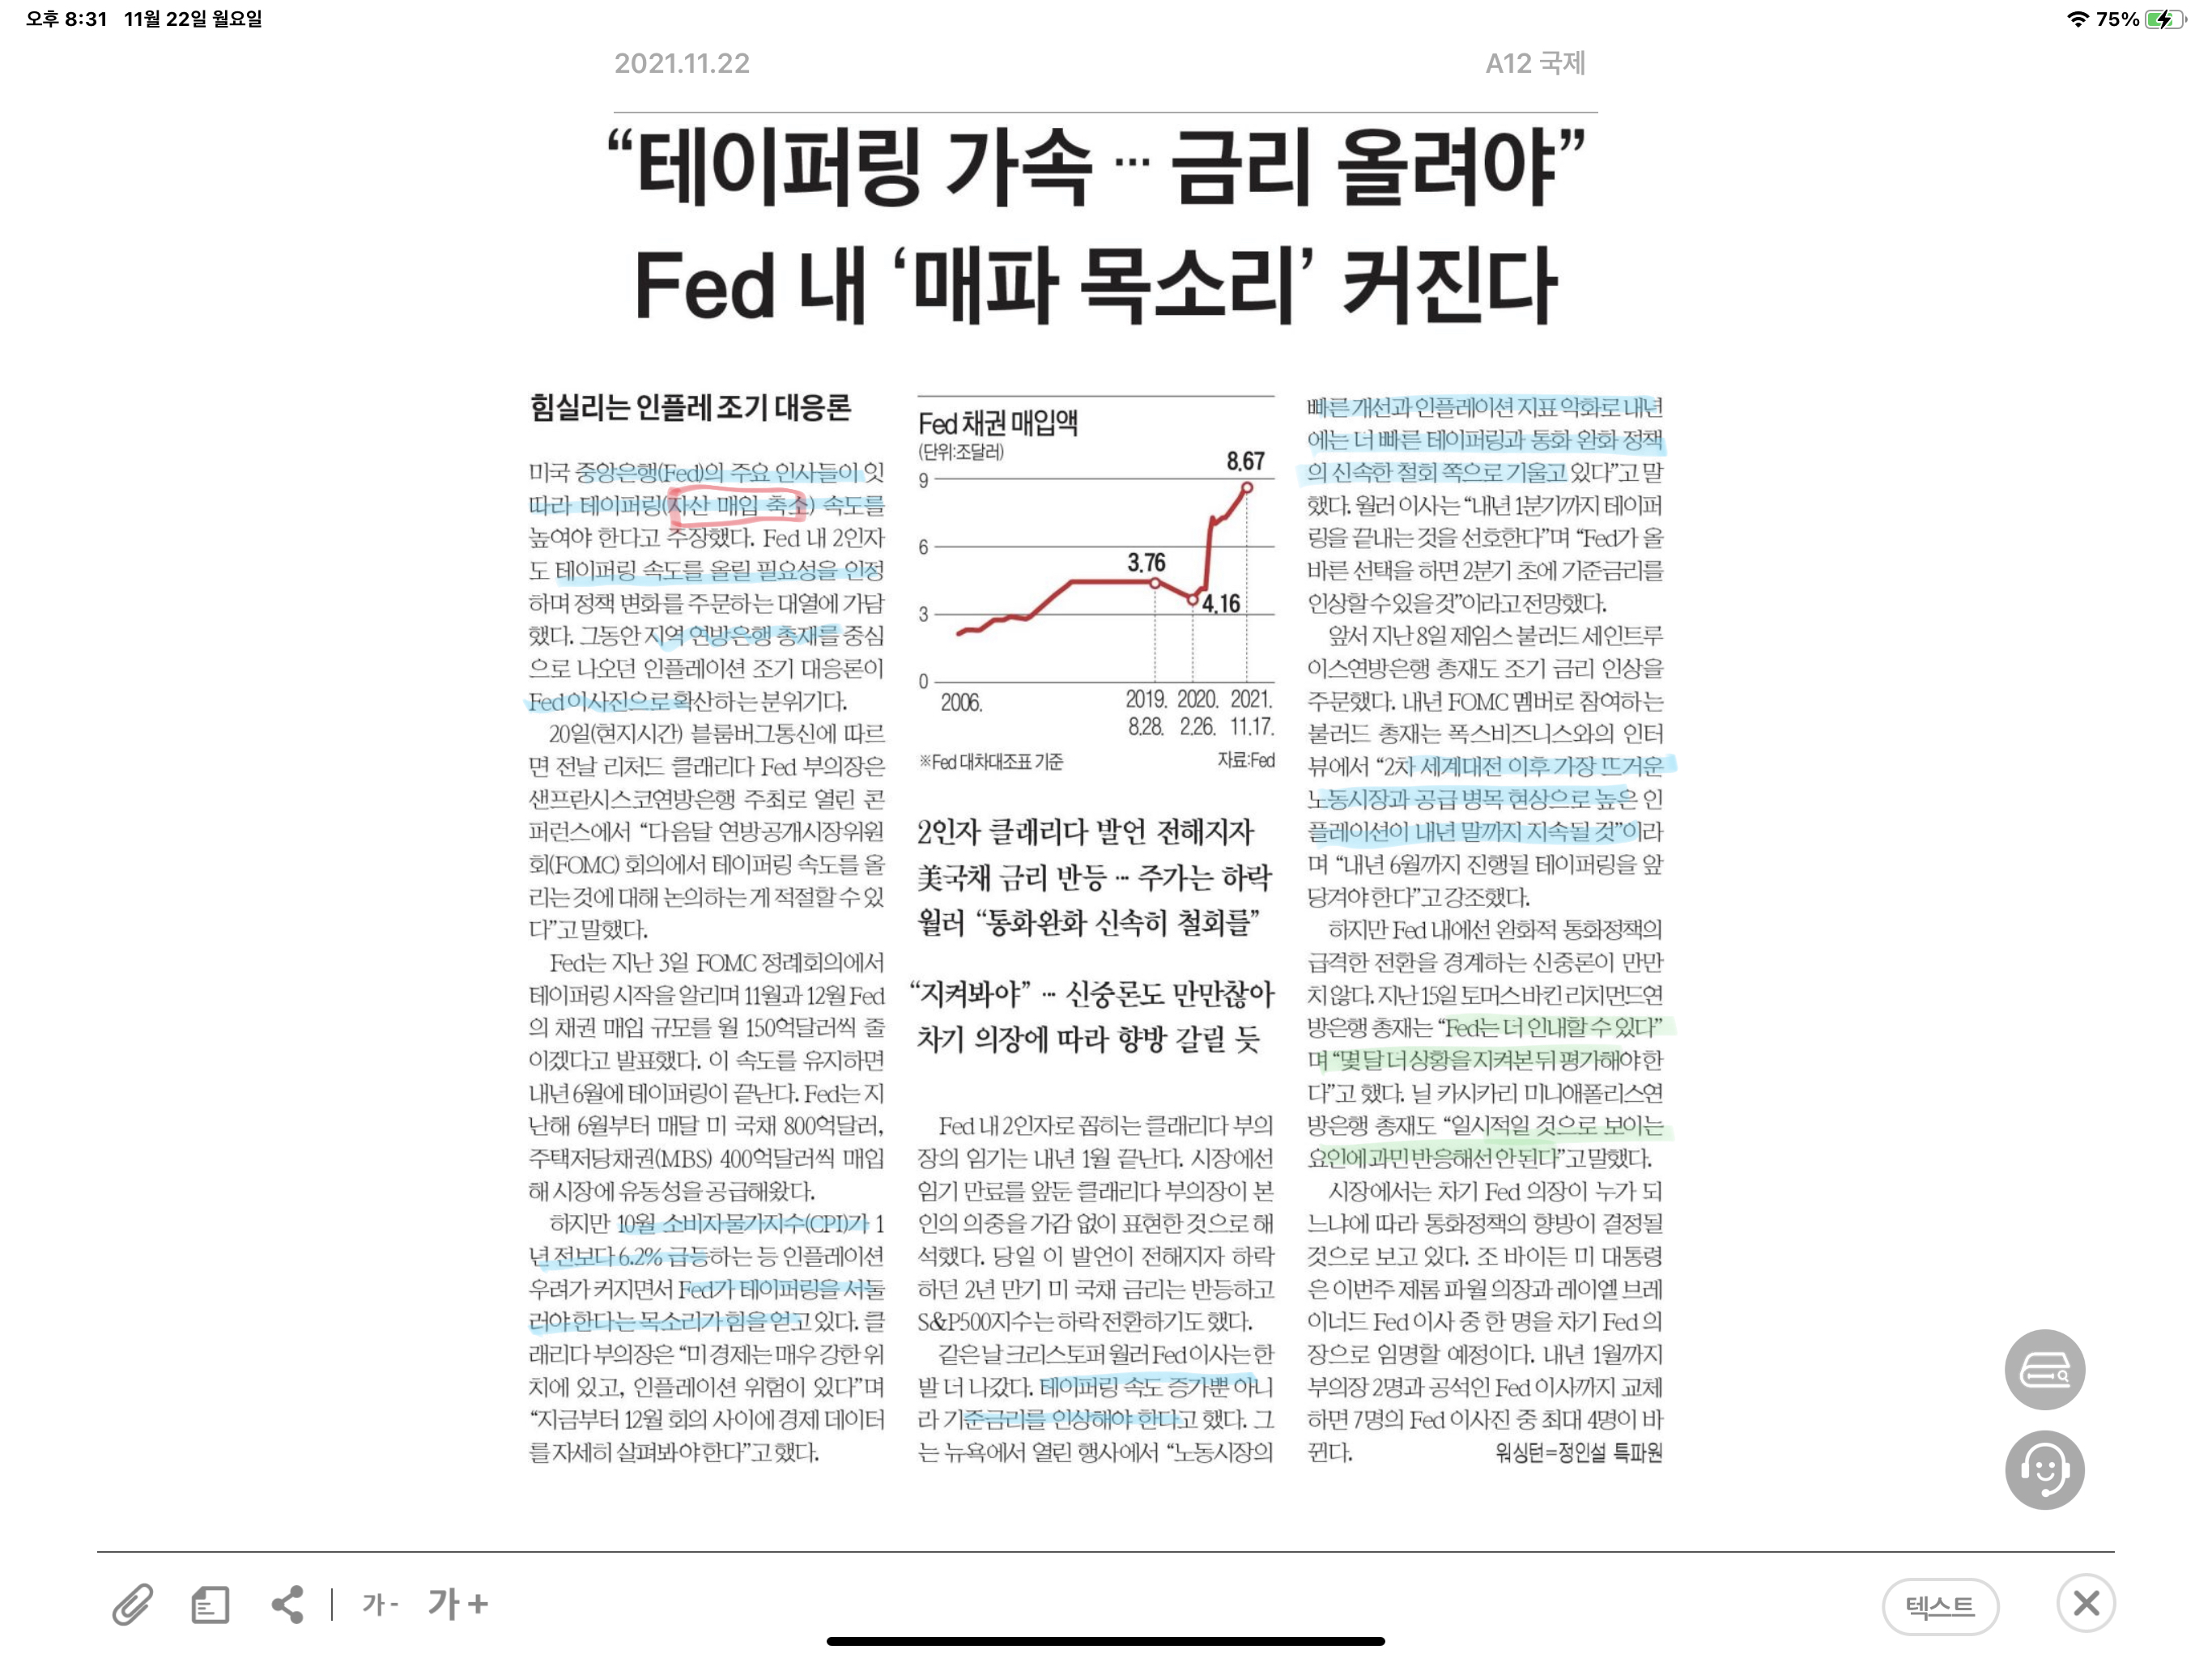 오후 8:31 11월 22일 월요일
75%
2021.11.22
A12 국제
“테이퍼링 가속 … 금리 올려야”
Fed 내 ‘매파 목소리’ 커진다
힘실리는 인플레 조기 대응론
미국 중앙은행(Fed)의 주요 인사들이 잇
따라 테이퍼링(자산 매입 축소) 속도를
높여야 한다고 주장했다. Fed 내 2인자
도 테이퍼링 속도를 올릴 필요성을 인정
하며 정책 변화를 주문하는 대열에 가담
했다. 그동안 지역 연방은행 총재를 중심
으로 나오던 인플레이션 조기 대응론이
Fed 이사진으로 확산하는 분위기다.
20일(현지시간) 블룸버그통신에 따르
면 전날 리처드 클래리다 Fed 부의장은
샌프란시스코연방은행 주최로 열린 콘
퍼런스에서 “다음달 연방공개시장위원
회(FOMC) 회의에서 테이퍼링 속도를 올
리는 것에 대해 논의하는 게 적절할 수 있
다”고 말했다.
Fed는 지난 3일 FOMC 정례회의에서
테이퍼링 시작을 알리며 11월과 12월 Fed
의 채권 매입 규모를 월 150억달러씩 줄
이겠다고 발표했다. 이 속도를 유지하면
내년 6월에 테이퍼링이 끝난다. Fed는 지
난해 6월부터 매달 미 국채 800억달러,
주택저당채권(MBS) 400억달러씩 매입
해 시장에 유동성을 공급해왔다.
하지만 10월 소비자물가지수(CPI)가 1
년 전보다 6.2% 급등하는 등 인플레이션
우려가 커지면서 Fed가 테이퍼링을 서둘
러야 한다는 목소리가 힘을 얻고 있다. 클
래리다 부의장은 “미 경제는 매우 강한 위
치에 있고, 인플레이션 위험이 있다”며
“지금부터 12월 회의 사이에 경제 데이터
를 자세히 살펴봐야 한다”고 했다.
Fed 채권 매입액
(단위:조달러)
9
6
3
0
8.67
3.76
4.16
2006.
2019. 2020. 2021.
8.28. 2.26. 11.17.
※Fed 대차대조표 기준
자료:Fed
2인자 클래리다 발언 전해지자
美국채 금리 반등 … 주가는 하락
월러 “통화완화 신속히 철회를”
“지켜봐야” … 신중론도 만만찮아
차기 의장에 따라 향방 갈릴 듯
Fed 내 2인자로 꼽히는 클래리다 부의
장의 임기는 내년 1월 끝난다. 시장에선
임기 만료를 앞둔 클래리다 부의장이 본
인의 의중을 가감 없이 표현한 것으로 해
석했다. 당일 이 발언이 전해지자 하락
하던 2년 만기 미 국채 금리는 반등하고
S&P500지수는 하락 전환하기도 했다.
같은 날 크리스토퍼 월러 Fed 이사는 한
발 더 나갔다. 테이퍼링 속도 증가뿐 아니
라 기준금리를 인상해야 한다고 했다. 그
는 뉴욕에서 열린 행사에서 “노동시장의
빠른 개선과 인플레이션 지표 악화로 내년
에는 더 빠른 테이퍼링과 통화 완화 정책
의 신속한 철회 쪽으로 기울고 있다”고 말
했다. 월러 이사는 “내년 1분기까지 테이퍼
링을 끝내는 것을 선호한다”며 “Fed가 올
바른 선택을 하면 2분기 초에 기준금리를
인상할 수 있을 것”이라고 전망했다.
앞서 지난 8일 제임스 불러드 세인트루
이스연방은행 총재도 조기 금리 인상을
주문했다. 내년 FOMC 멤버로 참여하는
불러드 총재는 폭스비즈니스와의 인터
뷰에서 “2차 세계대전 이후 가장 뜨거운
노동시장과 공급 병목 현상으로 높은 인
플레이션이 내년 말까지 지속될 것”이라
며 “내년 6월까지 진행될 테이퍼링을 앞
당겨야 한다”고 강조했다.
하지만 Fed 내에선 완화적 통화정책의
급격한 전환을 경계하는 신중론이 만만
치 않다. 지난 15일 토머스 바킨 리치먼드연
방은행 총재는 “Fed는 더 인내할 수 있다”
며 “몇 달 더 상황을 지켜본 뒤 평가해야 한
다”고 했다. 닐 카시카리 미니애폴리스연
방은행 총재도 “일시적일 것으로 보이는
요인에 과민 반응해선 안 된다”고 말했다.
시장에서는 차기 Fed 의장이 누가 되
느냐에 따라 통화정책의 향방이 결정될
것으로 보고 있다. 조 바이든 미 대통령
은 이번주 제롬 파월 의장과 레이엘 브레
이너드 Fed 이사 중 한 명을 차기 Fed 의
장으로 임명할 예정이다. 내년 1월까지
부의장 2명과 공석인 Fed 이사까지 교체
하면 7명의 Fed 이사진 중 최대 4명이 바
뀐다.
워싱턴=정인설 특파원
가- 가+
텍스트